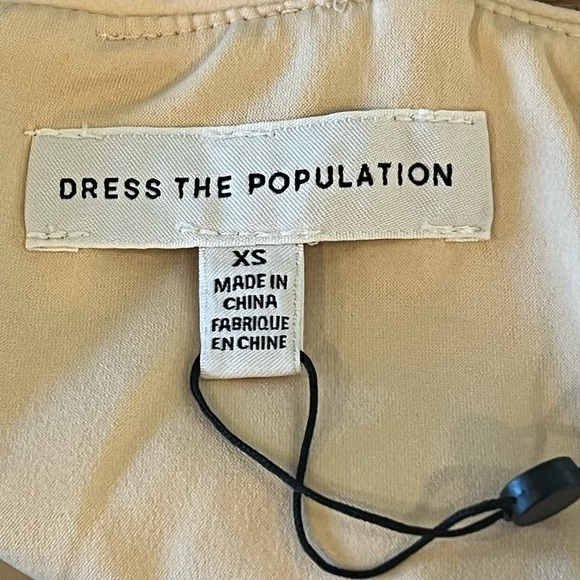 DRESS THE POPULATION
XS
MADE IN
CHINA
FABRIQUE
EN CHINE